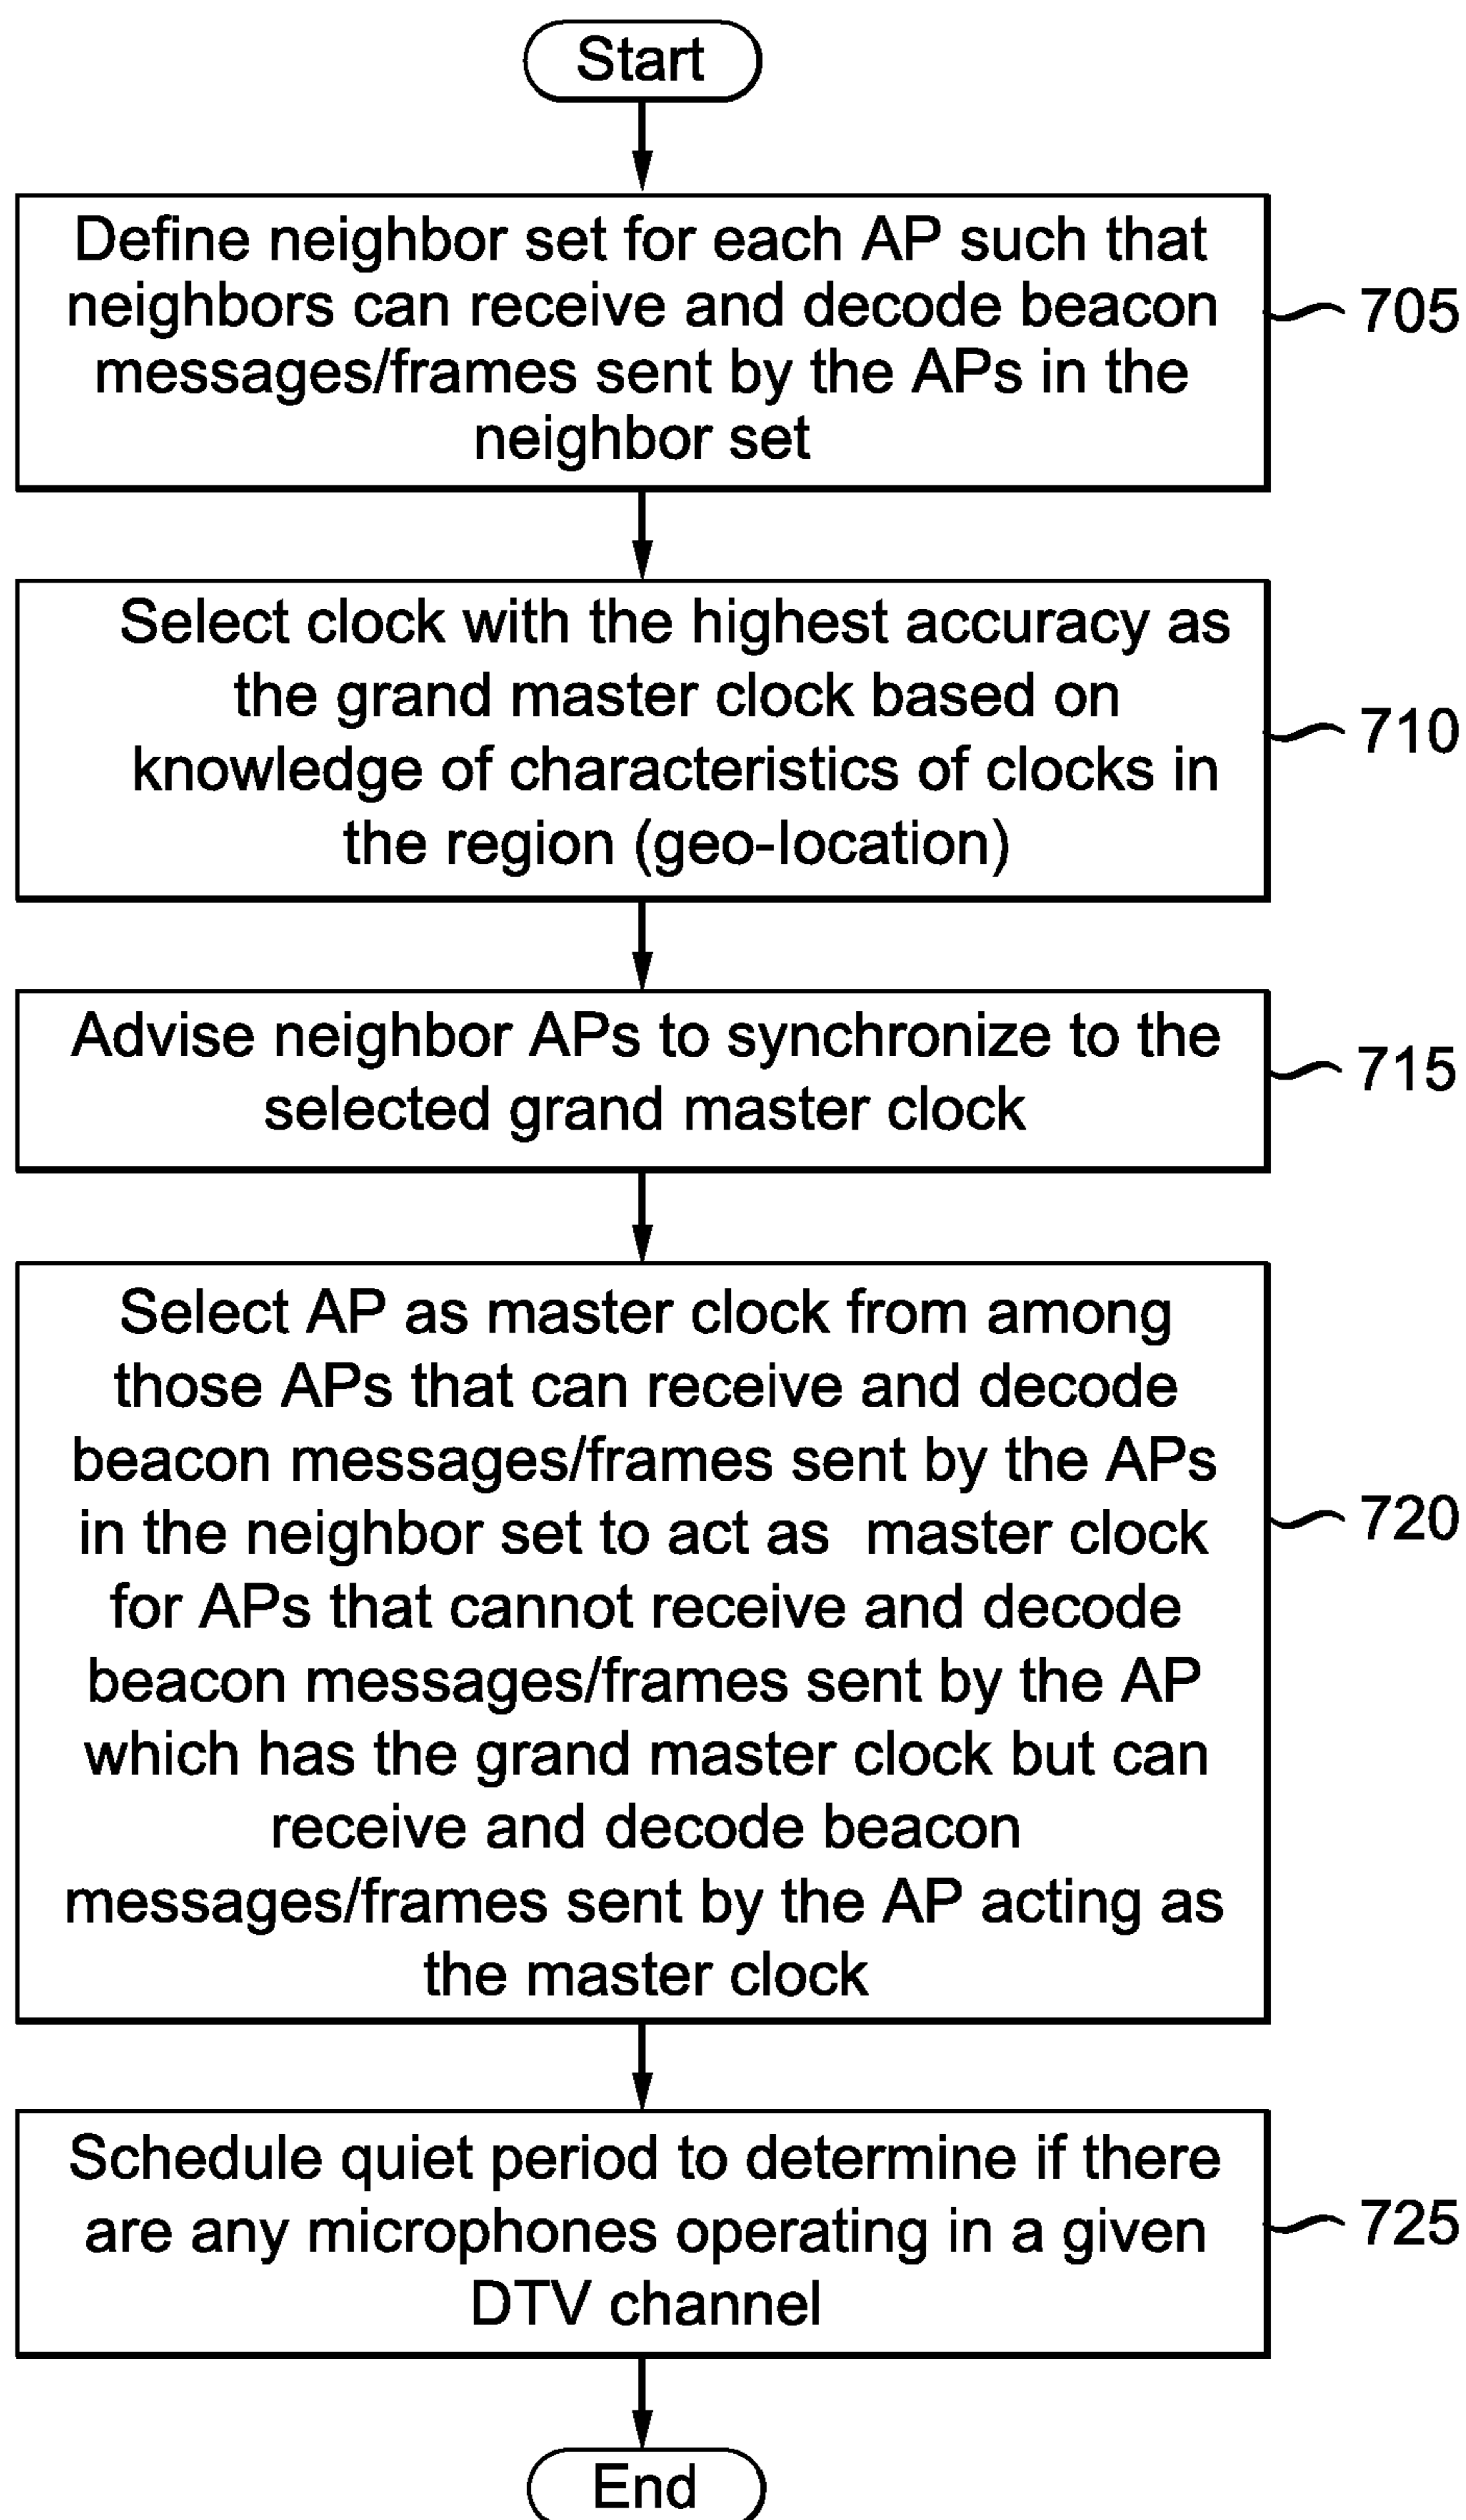 Start
Define neighbor set for each AP such that
neighbors can receive and decode beacon
messages/frames sent by the APs in the
neighbor set
705
Select clock with the highest accuracy as
the grand master clock based on
knowledge of characteristics of clocks in
the region (geo-location)
710
Advise neighbor APs to synchronize to the
selected grand master clock
715
Select AP as master clock from among
those APs that can receive and decode
beacon messages/frames sent by the APs
in the neighbor set to act as master clock
for APs that cannot receive and decode
beacon messages/frames sent by the AP
which has the grand master clock but can
receive and decode beacon
messages/frames sent by the AP acting as
the master clock
720
Schedule quiet period to determine if there
are any microphones operating in a given
DTV channel
725
End